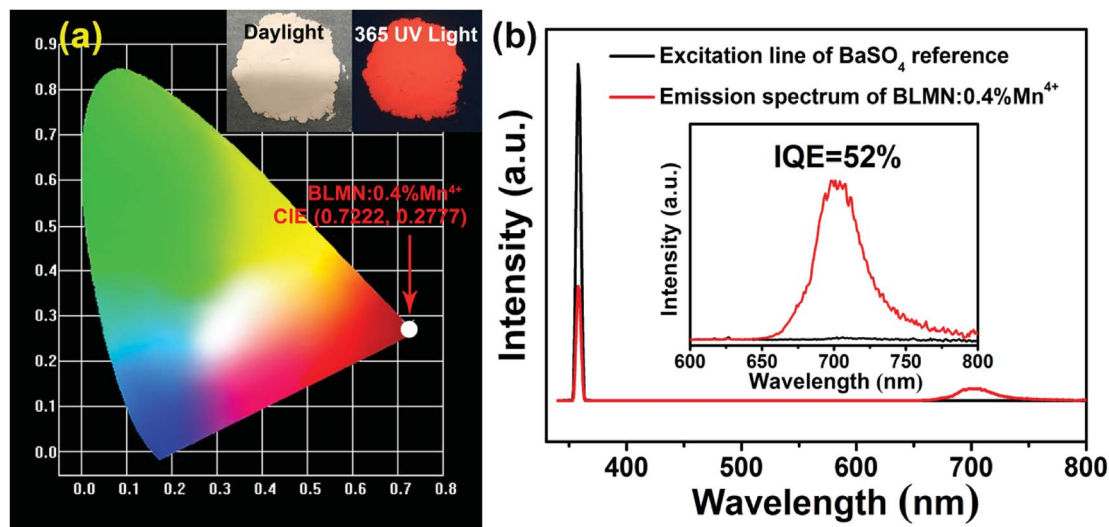 (a)
Daylight
365 UV Light
0.9
0.8
0.7
0.6
0.5
0.4
0.3
0.2
0.1
0.0
BLMN:0.4%Mn⁴⁺
CIE (0.7222, 0.2777)
0.0 0.1 0.2 0.3 0.4 0.5 0.6 0.7 0.8
(b)
Excitation line of BaSO₄ reference
Emission spectrum of BLMN:0.4%Mn⁴⁺
IQE=52%
Intensity (a.u.)
600 650 700 750 800
Wavelength (nm)
Intensity (a.u.)
400 500 600 700 800
Wavelength (nm)